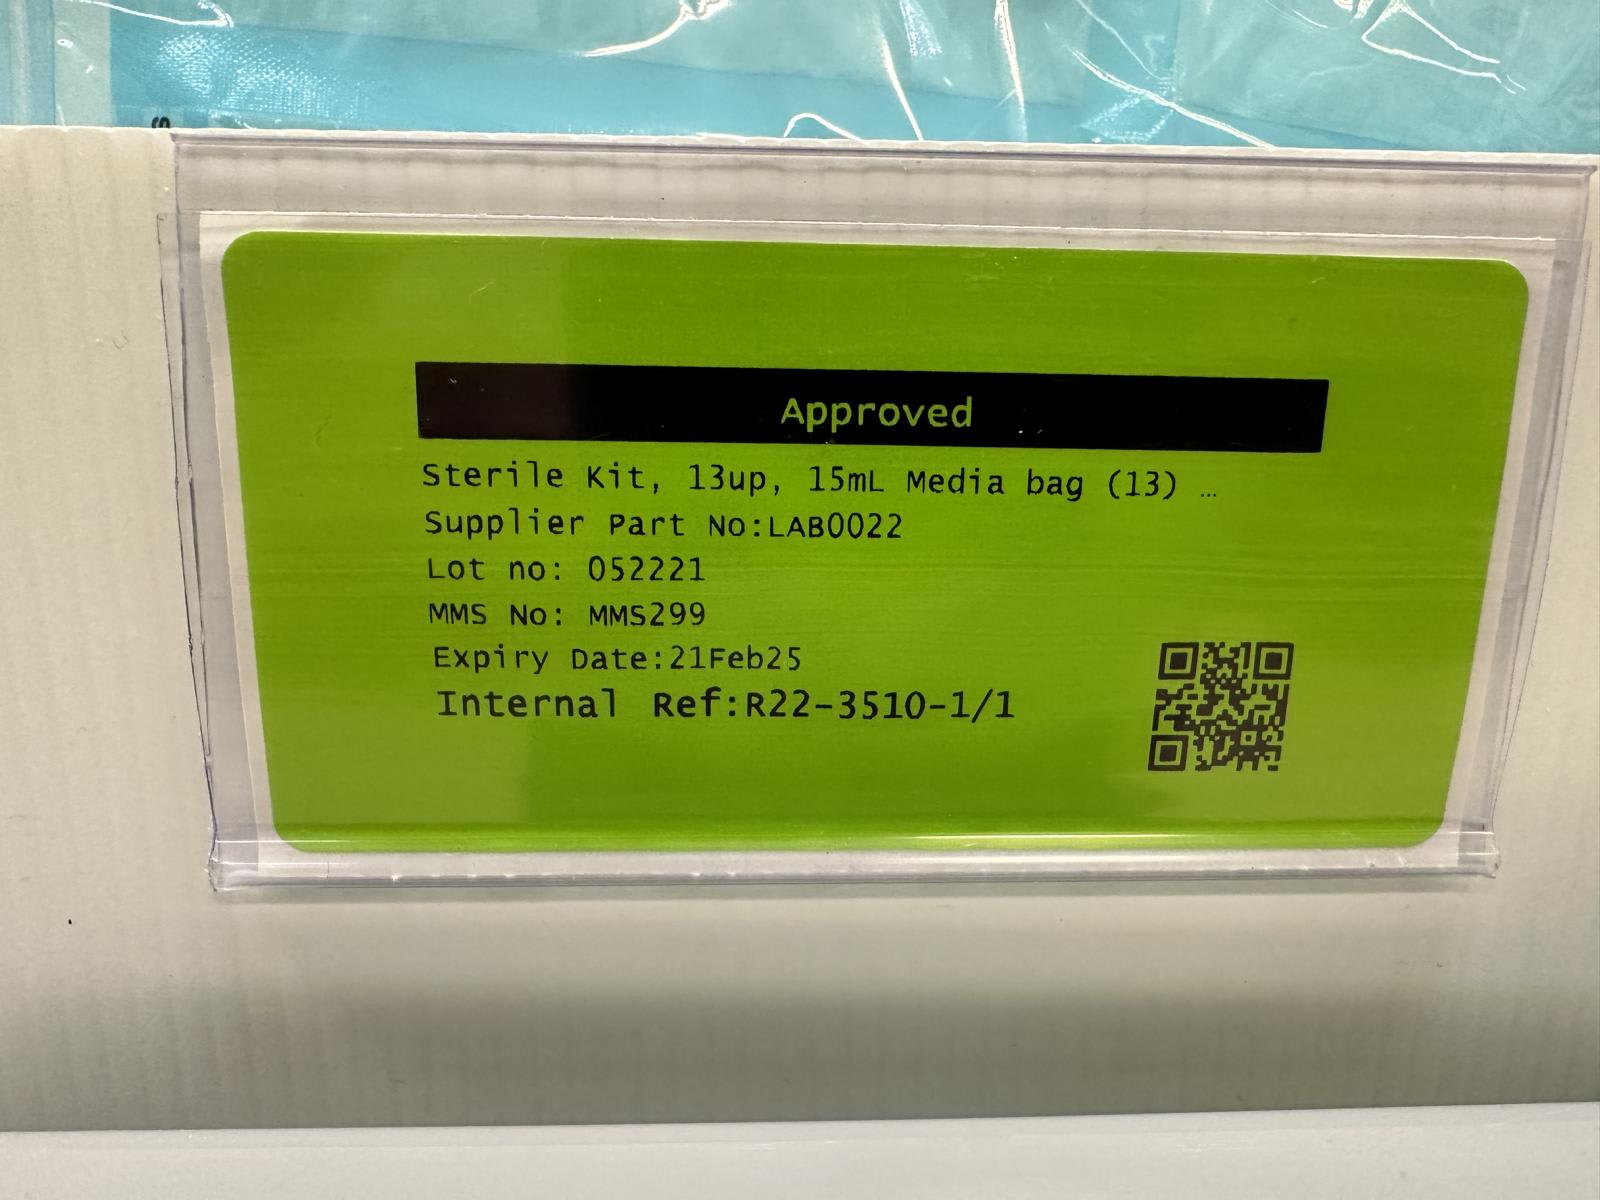 Approved
Sterile Kit, 13up, 15mL Media bag (13) …
Supplier Part No:LAB0022
Lot no: 052221
MMS No: MMS299
Expiry Date:21Feb25
Internal Ref:R22-3510-1/1